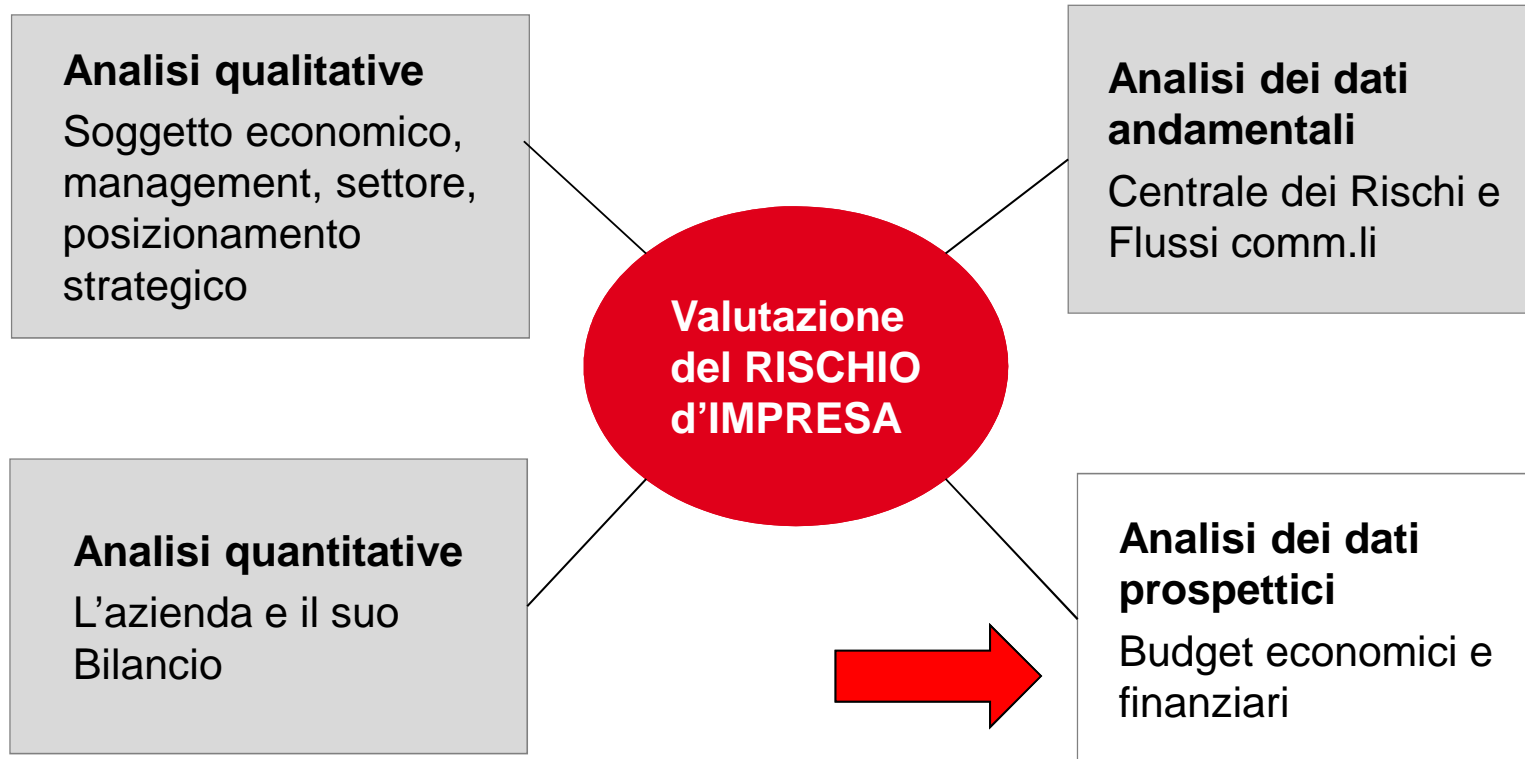 Analisi qualitative
Soggetto economico,
management, settore,
posizionamento
strategico
Analisi dei dati
andamentali
Centrale dei Rischi e
Flussi comm.li
Valutazione
del RISCHIO
d’IMPRESA
Analisi quantitative
L’azienda e il suo
Bilancio
Analisi dei dati
prospettici
Budget economici e
finanziari